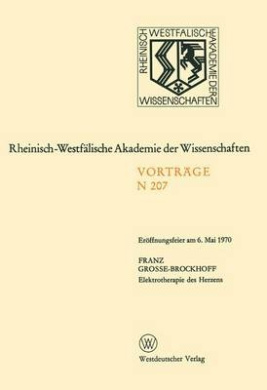 RHEINISCH-
WESTFÄLISCHE
AKADEMIE DER
WISSENSCHAFTEN
Rheinisch-Westfälische Akademie der Wissenschaften
VORTRÄGE
N 207
Eröffnungsfeier am 6. Mai 1970
FRANZ
GROSSE-BROCKHOFF
Elektrotherapie des Herzens
Westdeutscher Verlag